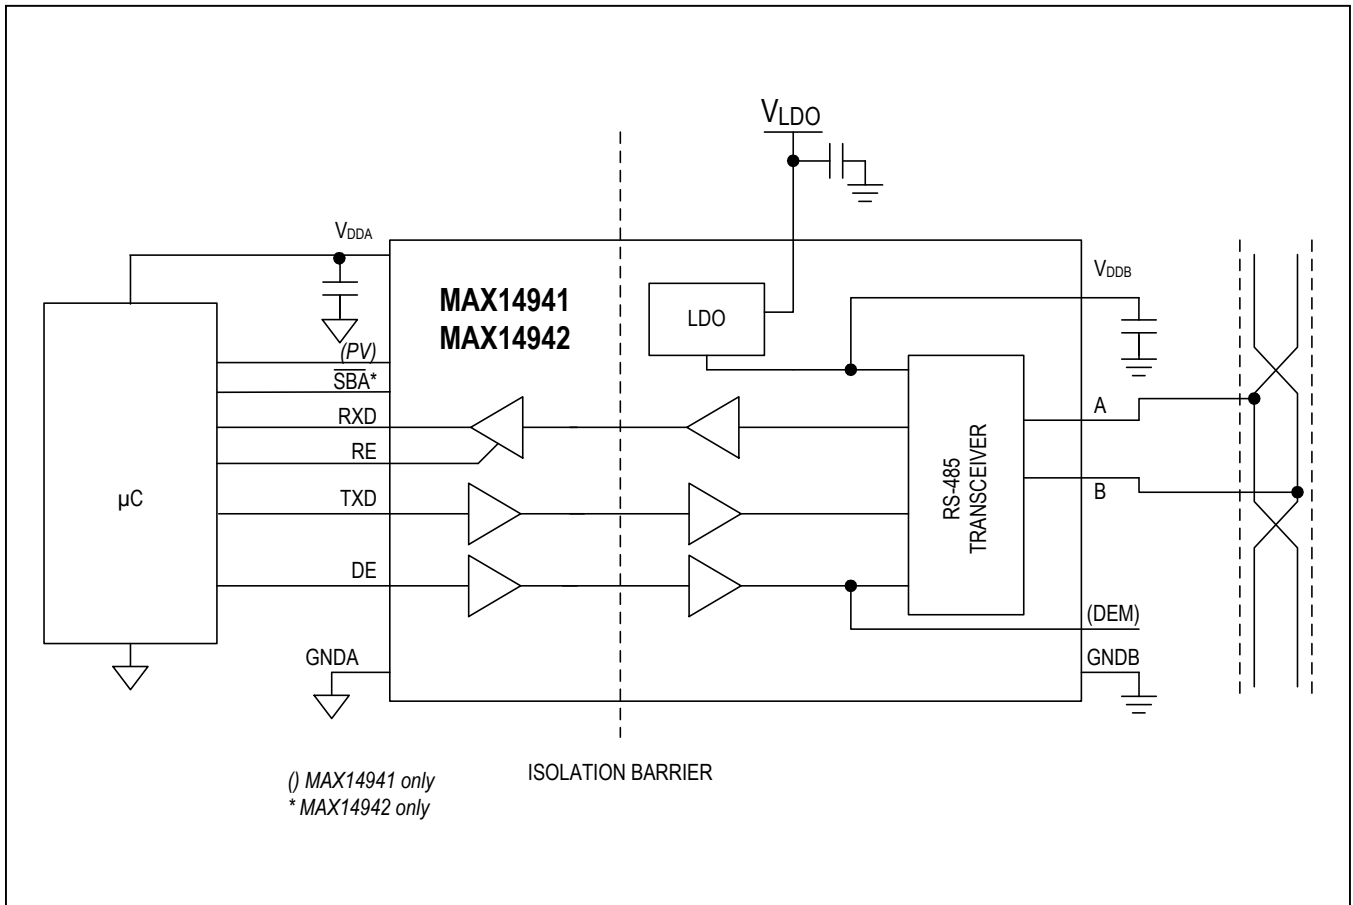 VLDO
VDDA
VDDB
MAX14941
MAX14942
LDO
(PV)
SBA*
RXD
RE
TXD
DE
GNDA
µC
RS-485
TRANSCEIVER
A
B
(DEM)
GNDB
() MAX14941 only
* MAX14942 only
ISOLATION BARRIER